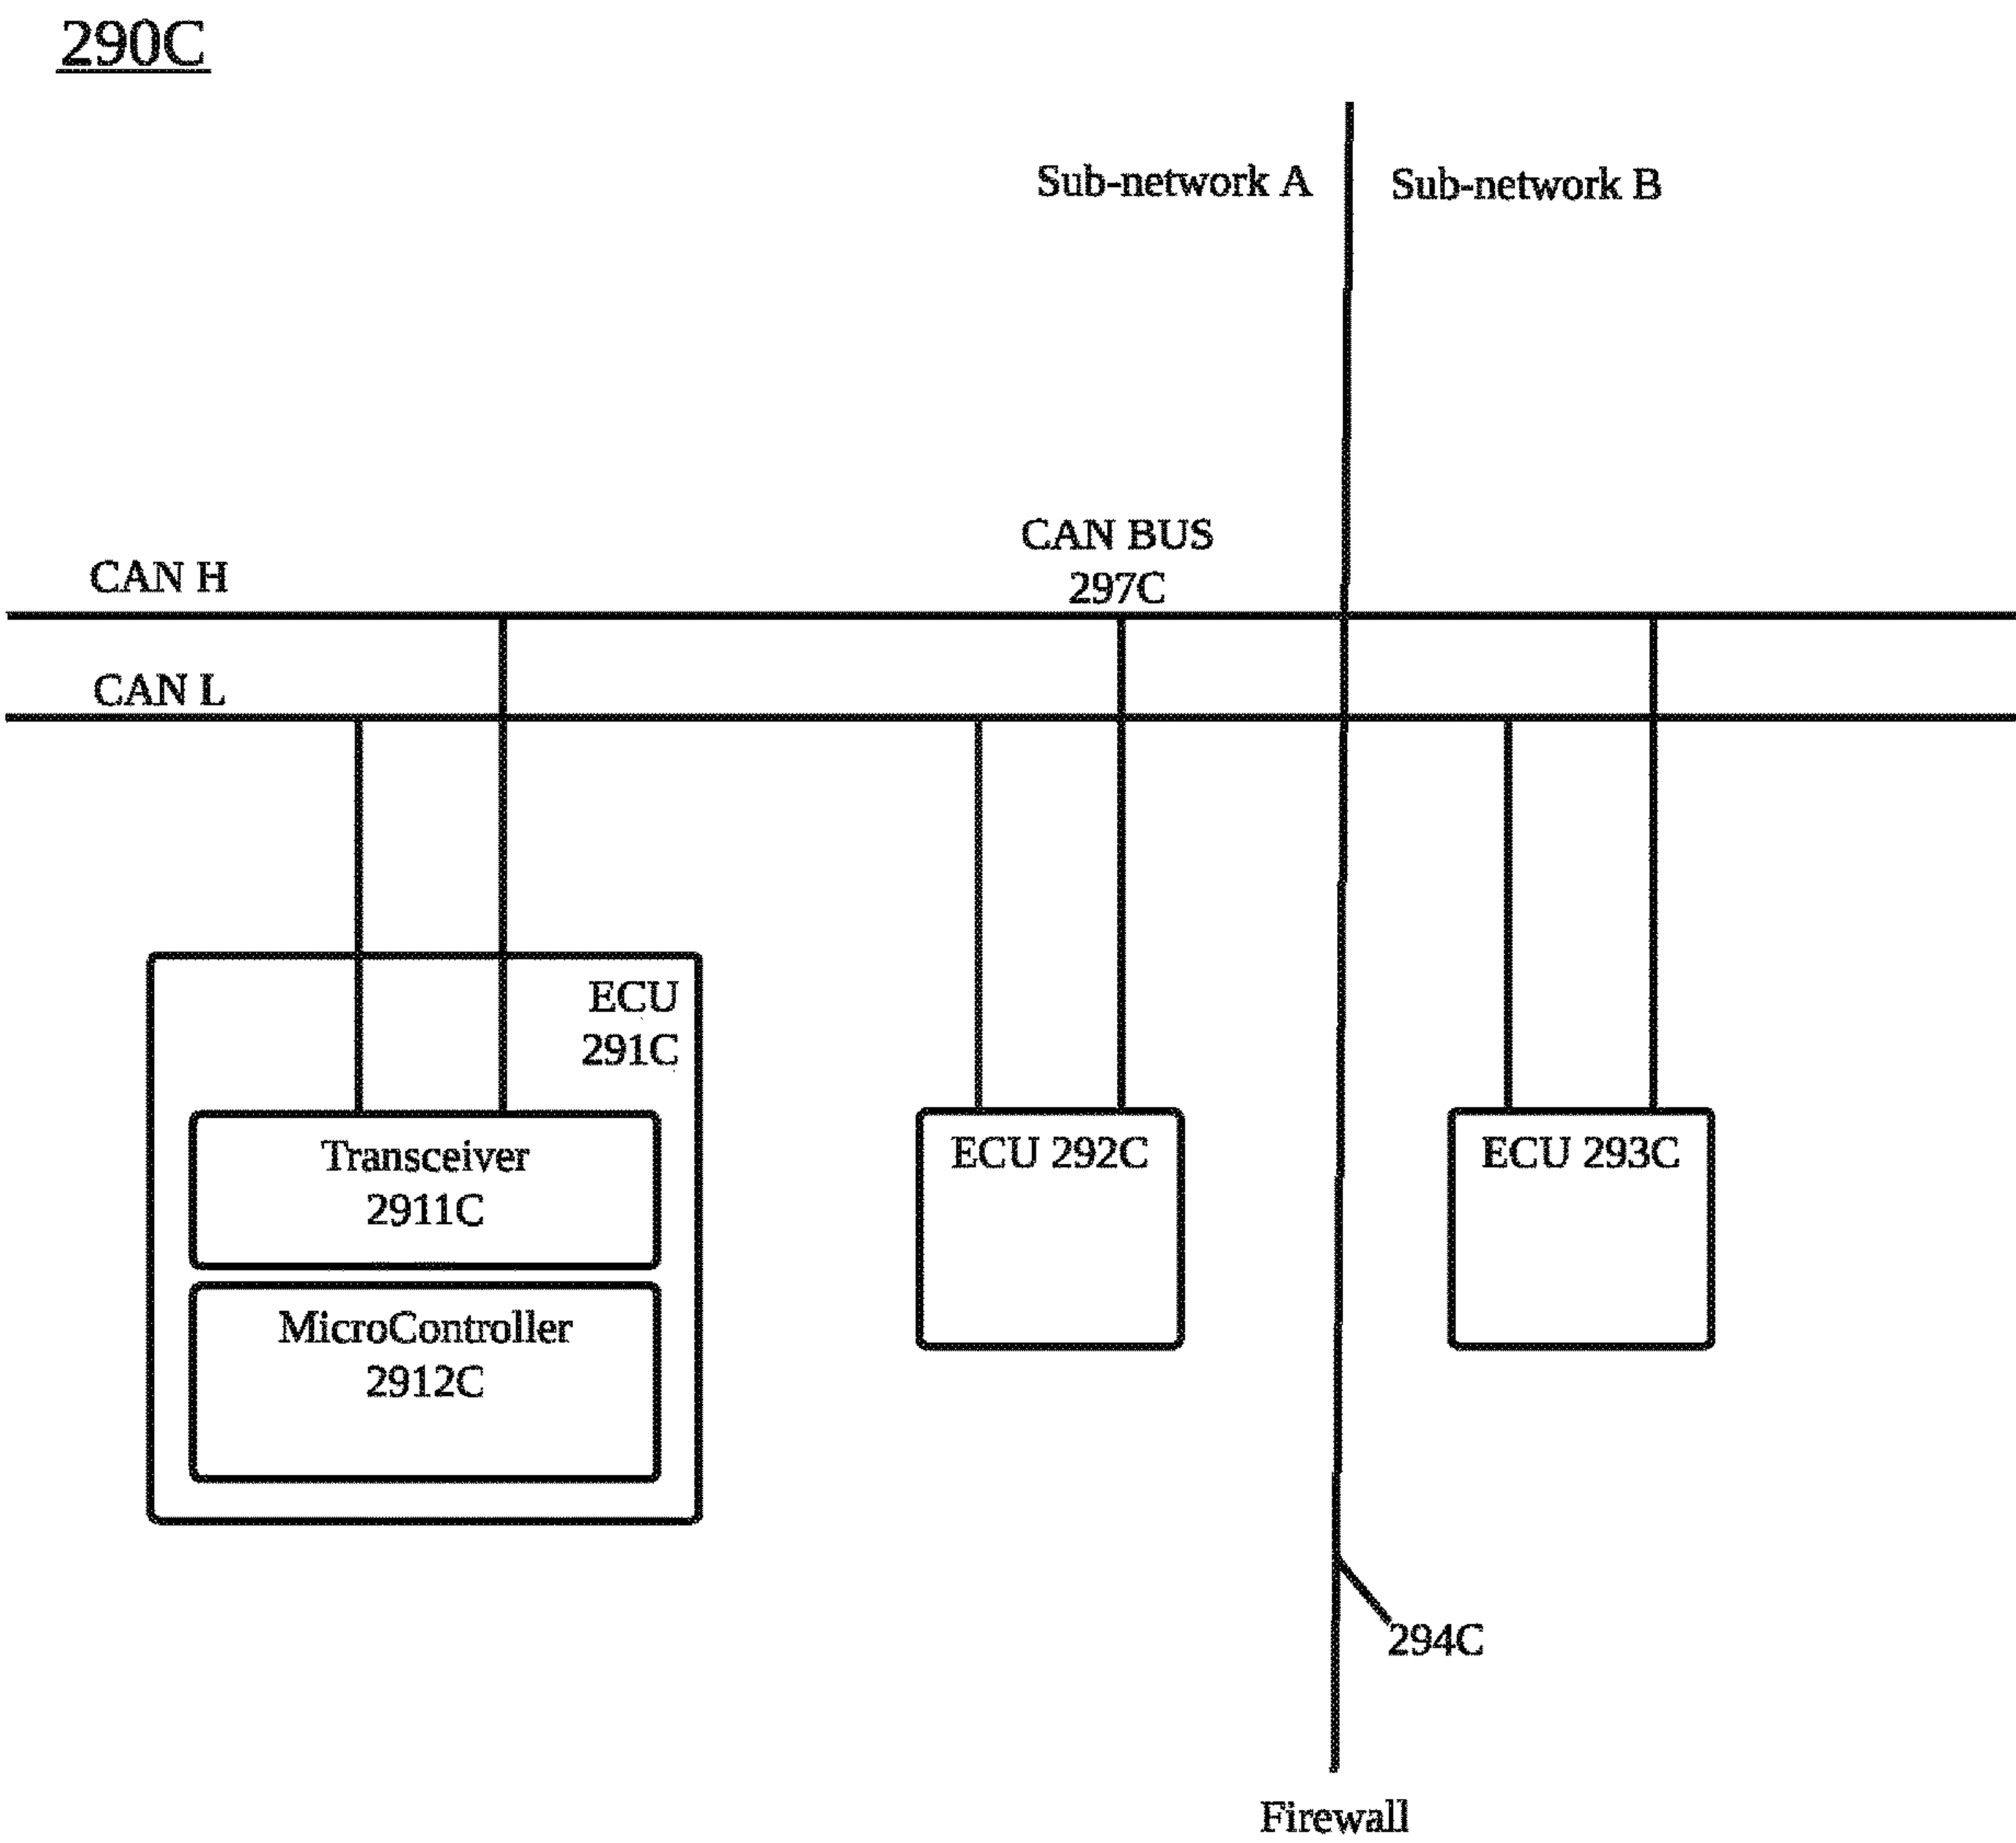 290C
Sub-network A
Sub-network B
CAN BUS
297C
CAN H
CAN L
ECU
291C
Transceiver
2911C
MicroController
2912C
ECU 292C
ECU 293C
294C
Firewall